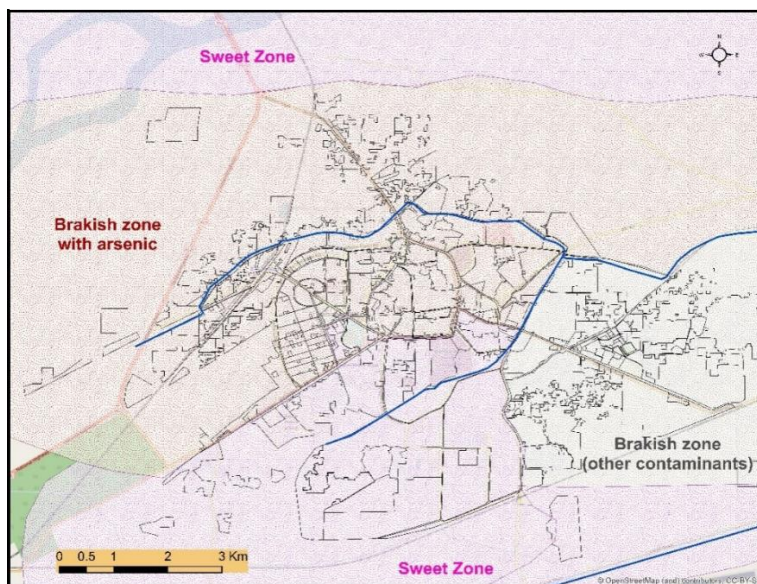 Sweet Zone
N
W E
S
Brakish zone
with arsenic
Brakish zone
(other contaminants)
0 0.5 1 2 3 Km
Sweet Zone
© OpenStreetMap (and) contributors, CC-BY-S